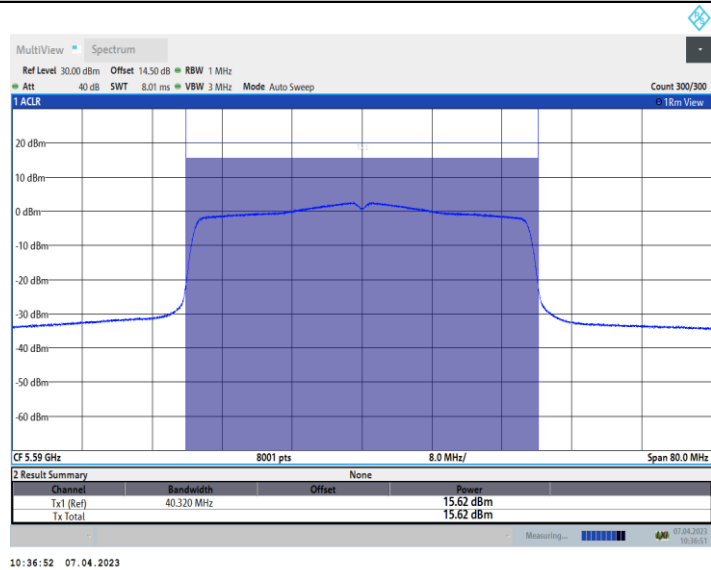 MultiView Spectrum
Ref Level 30.00 dBm Offset 14.50 dB RBW 1 MHz
Att 40 dB SWT 8.01 ms VBW 3 MHz Mode Auto Sweep Count 300/300
1 ACLR 1Rm View
20 dBm
10 dBm
0 dBm
-10 dBm
-20 dBm
-30 dBm
-40 dBm
-50 dBm
-60 dBm
CF 5.59 GHz 8001 pts 8.0 MHz/ Span 80.0 MHz
2 Result Summary None
Channel Bandwidth Offset Power
Tx1 (Ref) 40.320 MHz 15.62 dBm
Tx Total 15.62 dBm
Measuring... 07.04.2023
10:36:51
10:36:52 07.04.2023